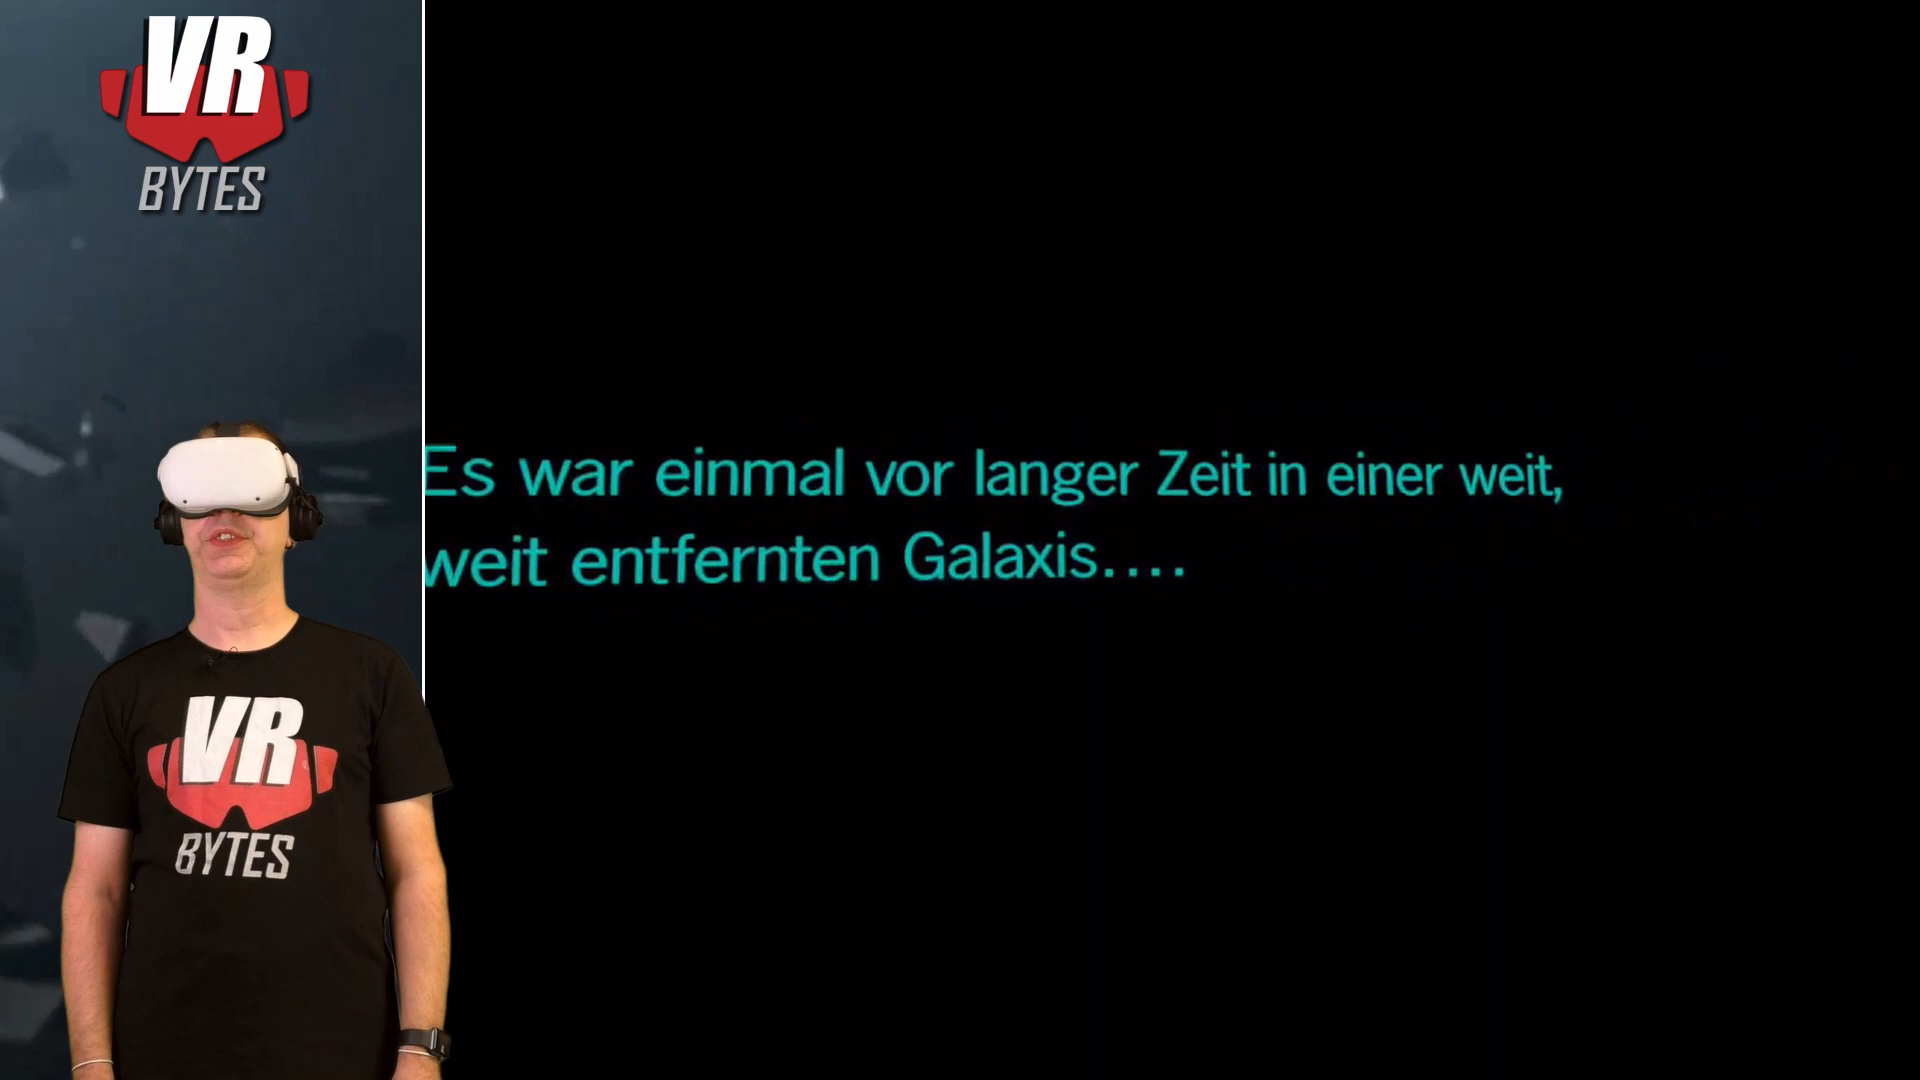 VR
BYTES
Es war einmal vor langer Zeit in einer weit,
weit entfernten Galaxis....
VR
BYTES